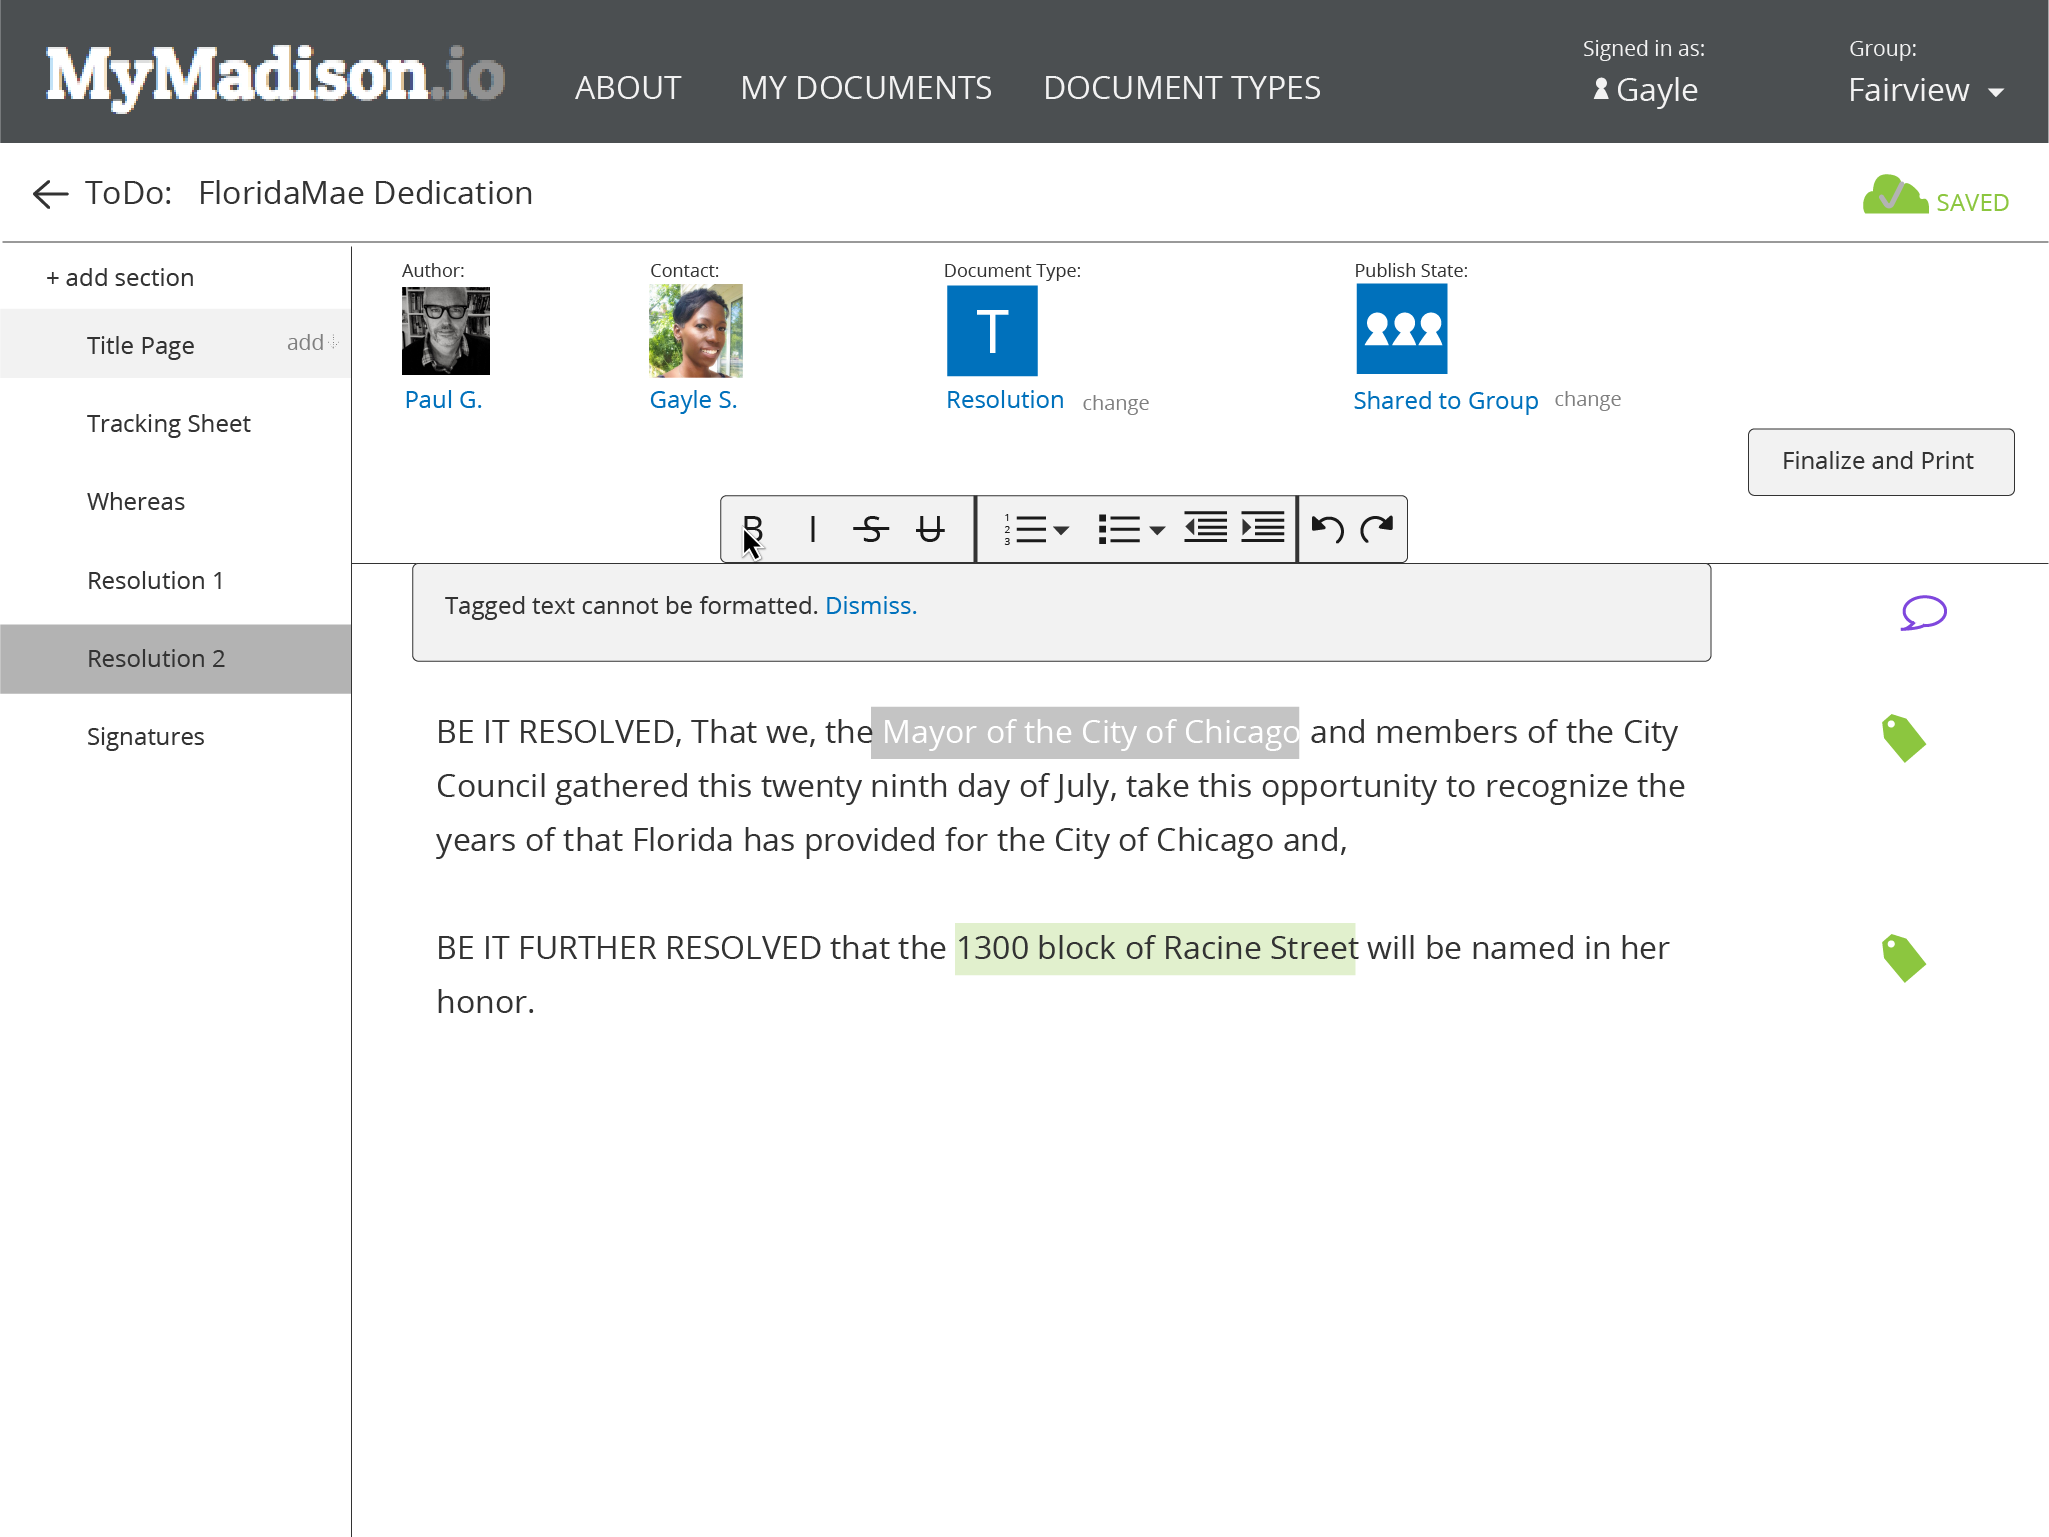 MyMadison.io
ABOUT MY DOCUMENTS DOCUMENT TYPES
Signed in as:
Gayle
Group:
Fairview
ToDo: FloridaMae Dedication
SAVED
+ add section
Title Page add
Tracking Sheet
Whereas
Resolution 1
Resolution 2
Signatures
Author:
Paul G.
Contact:
Gayle S.
Document Type:
T
Resolution change
Publish State:
Shared to Group change
Finalize and Print
B I S U
1
2
3
Tagged text cannot be formatted. Dismiss.
BE IT RESOLVED, That we, the Mayor of the City of Chicago and members of the City
Council gathered this twenty ninth day of July, take this opportunity to recognize the
years of that Florida has provided for the City of Chicago and,
BE IT FURTHER RESOLVED that the 1300 block of Racine Street will be named in her
honor.